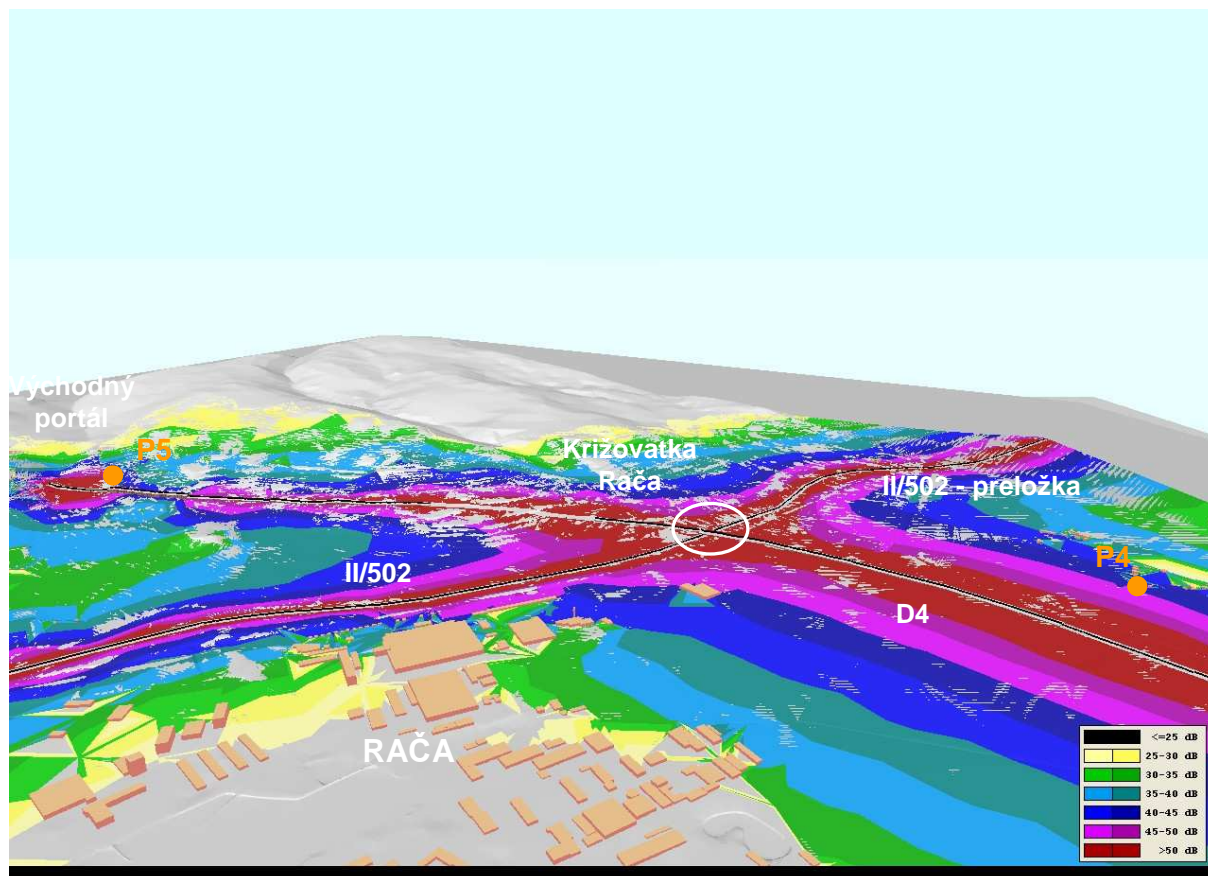 Východný
portál
P5
Križovatka
Rača
II/502 - preložka
P4
II/502
D4
RAČA
<=25 dB
25-30 dB
30-35 dB
35-40 dB
40-45 dB
45-50 dB
>50 dB